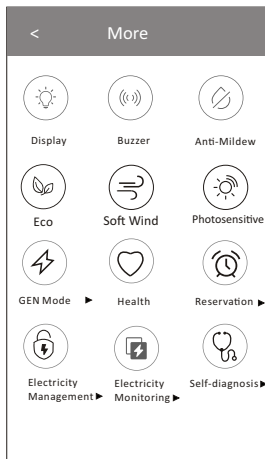 < More
Display Buzzer Anti-Mildew
Eco Soft Wind Photosensitive
GEN Mode ▶ Health Reservation ▶
Electricity Electricity Self-diagnosis ▶
Management ▶ Monitoring ▶